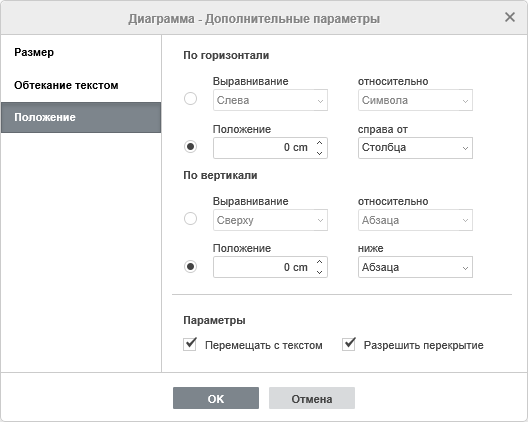 Диаграмма - Дополнительные параметры
Размер
Обтекание текстом
Положение
По горизонтали
Выравнивание относительно
Слева Символа
Положение справа от
0 cm Столбца
По вертикали
Выравнивание относительно
Сверху Абзаца
Положение ниже
0 cm Абзаца
Параметры
Перемещать с текстом Разрешить перекрытие
OK Отмена